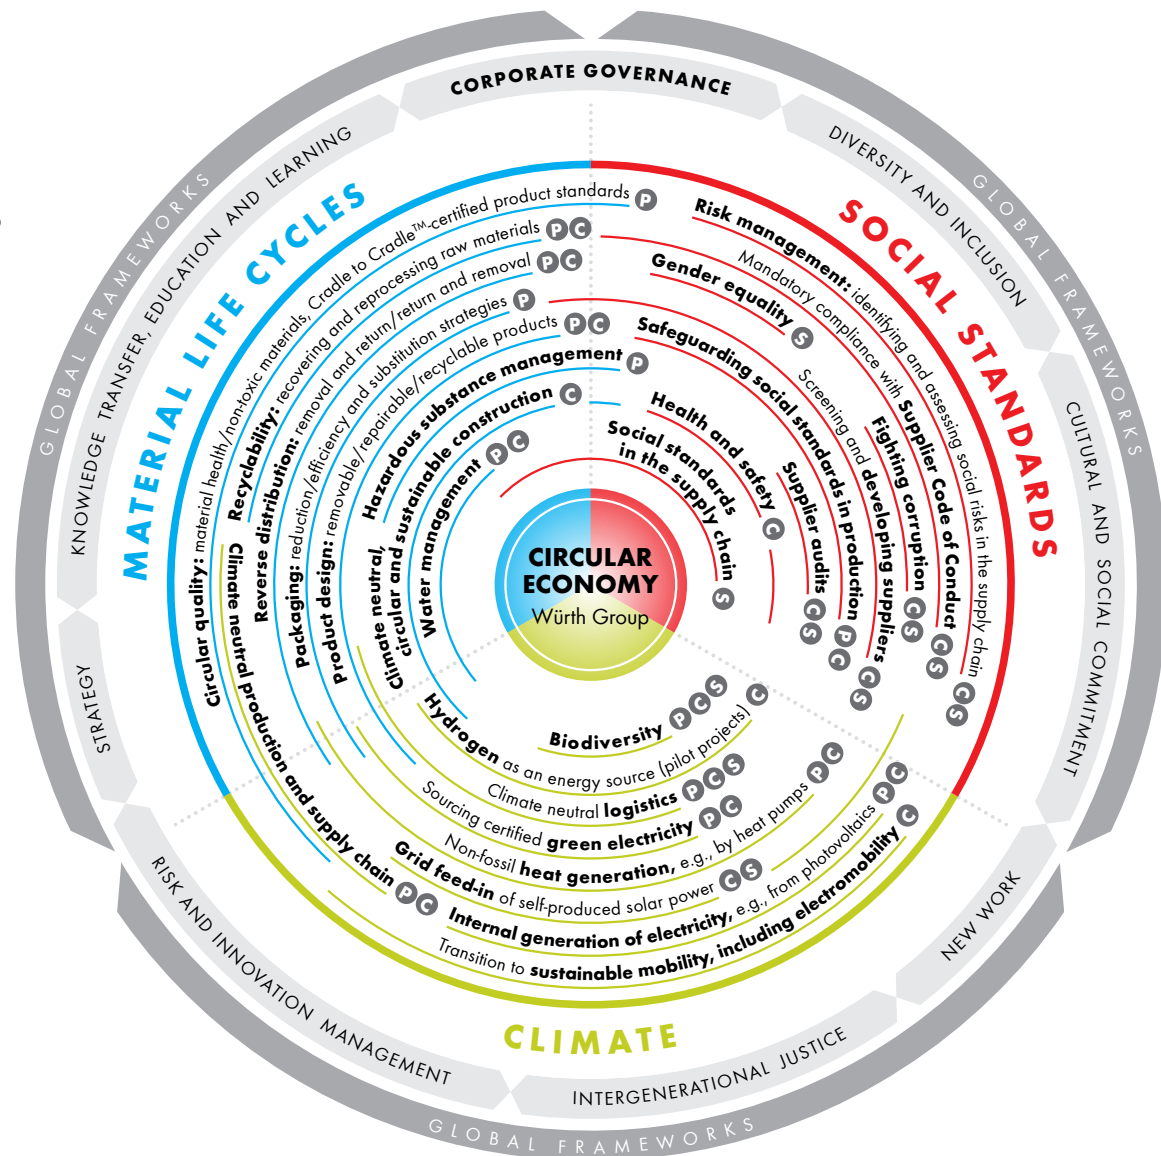 GLOBAL FRAMEWORKS
GLOBAL FRAMEWORKS
GLOBAL FRAMEWORKS
CORPORATE GOVERNANCE
DIVERSITY AND INCLUSION
CULTURAL AND SOCIAL COMMITMENT
NEW WORK
INTERGENERATIONAL JUSTICE
RISK AND INNOVATION MANAGEMENT
STRATEGY
KNOWLEDGE TRANSFER, EDUCATION AND LEARNING
MATERIAL LIFE CYCLES
Circular quality: material health/non-toxic materials, Cradle to Cradle™-certified product standards P
Recyclability: recovering and reprocessing raw materials P C
Reverse distribution: removal and return/return and removal P C
Packaging: reduction/efficiency and substitution strategies P
Product design: removable/repairable/recyclable products P C
Hazardous substance management P
Climate neutral,
circular and sustainable construction C
Water management P C
SOCIAL STANDARDS
Risk management: identifying and assessing social risks in the supply chain C S
Mandatory compliance with Supplier Code of Conduct C S
Gender equality S
Fighting corruption C S
Screening and developing suppliers C S
Safeguarding social standards in production P C
Supplier audits C S
Health and safety C
Social standards
in the supply chain S
CIRCULAR
ECONOMY
Würth Group
Biodiversity P C S
Hydrogen as an energy source (pilot projects) C
Climate neutral logistics P C S
Sourcing certified green electricity P C
Non-fossil heat generation, e.g., by heat pumps P C
Grid feed-in of self-produced solar power C S
Climate neutral production and supply chain P C
Internal generation of electricity, e.g., from photovoltaics P C
Transition to sustainable mobility, including electromobility C
CLIMATE